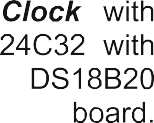 Clock with
24C32 with
DS18B20
board.